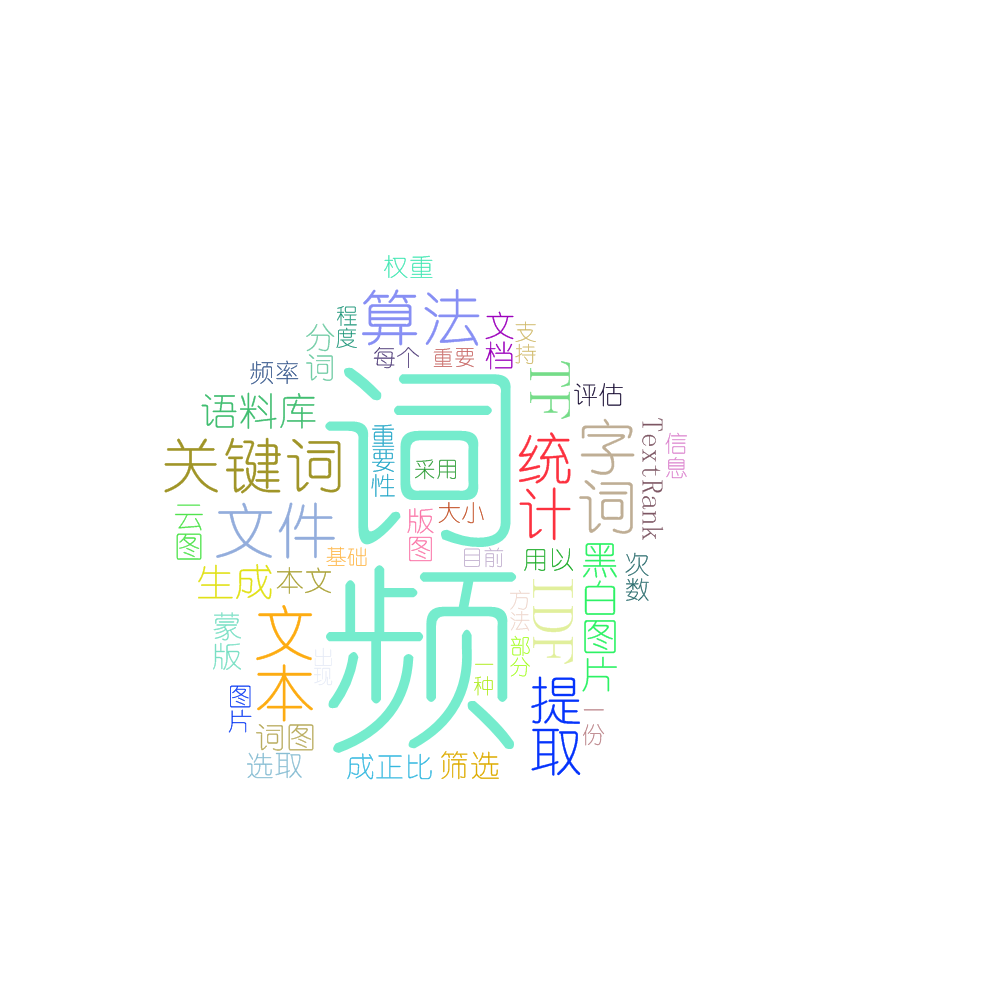 权重
算法
程度
文档
支持
分词
每个
重要
频率
词频
TF
评估
语料库
字词
TextRank
信息
重要性
统计
关键词
采用
云图
文件
版图
大小
基础
目前
用以
黑白图片
次数
生成
本文
IDF
方法
蒙版
文本
部分
出现
一种
提取
图片
词图
一份
选取
成正比
筛选